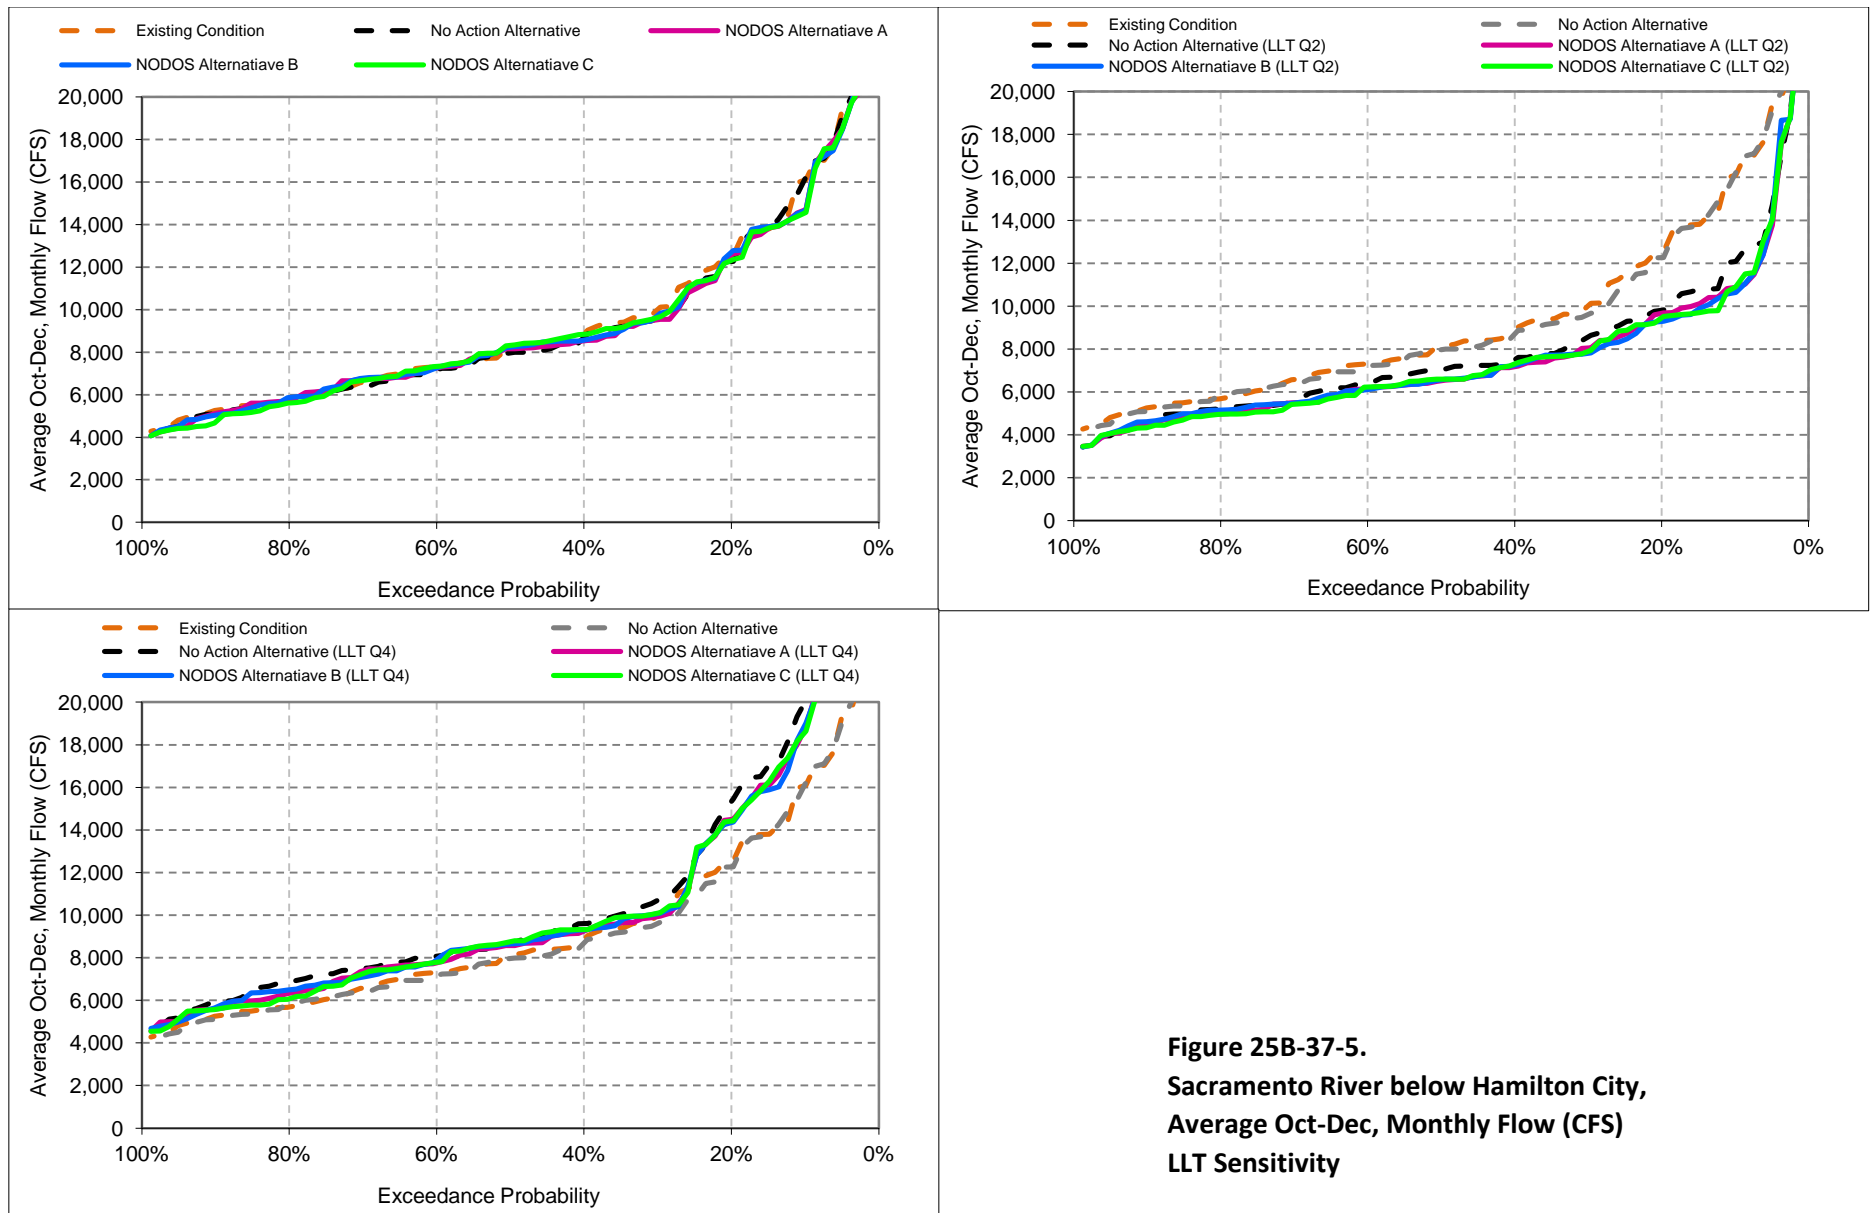 Existing Condition
No Action Alternative
NODOS Alternatiave A
NODOS Alternatiave B
NODOS Alternatiave C
Average Oct-Dec, Monthly Flow (CFS)
20,000
18,000
16,000
14,000
12,000
10,000
8,000
6,000
4,000
2,000
0
100% 80% 60% 40% 20% 0%
Exceedance Probability
Existing Condition
No Action Alternative
No Action Alternative (LLT Q2)
NODOS Alternatiave A (LLT Q2)
NODOS Alternatiave B (LLT Q2)
NODOS Alternatiave C (LLT Q2)
Average Oct-Dec, Monthly Flow (CFS)
20,000
18,000
16,000
14,000
12,000
10,000
8,000
6,000
4,000
2,000
0
100% 80% 60% 40% 20% 0%
Exceedance Probability
Existing Condition
No Action Alternative
No Action Alternative (LLT Q4)
NODOS Alternatiave A (LLT Q4)
NODOS Alternatiave B (LLT Q4)
NODOS Alternatiave C (LLT Q4)
Average Oct-Dec, Monthly Flow (CFS)
20,000
18,000
16,000
14,000
12,000
10,000
8,000
6,000
4,000
2,000
0
100% 80% 60% 40% 20% 0%
Exceedance Probability
Figure 25B-37-5.
Sacramento River below Hamilton City,
Average Oct-Dec, Monthly Flow (CFS)
LLT Sensitivity